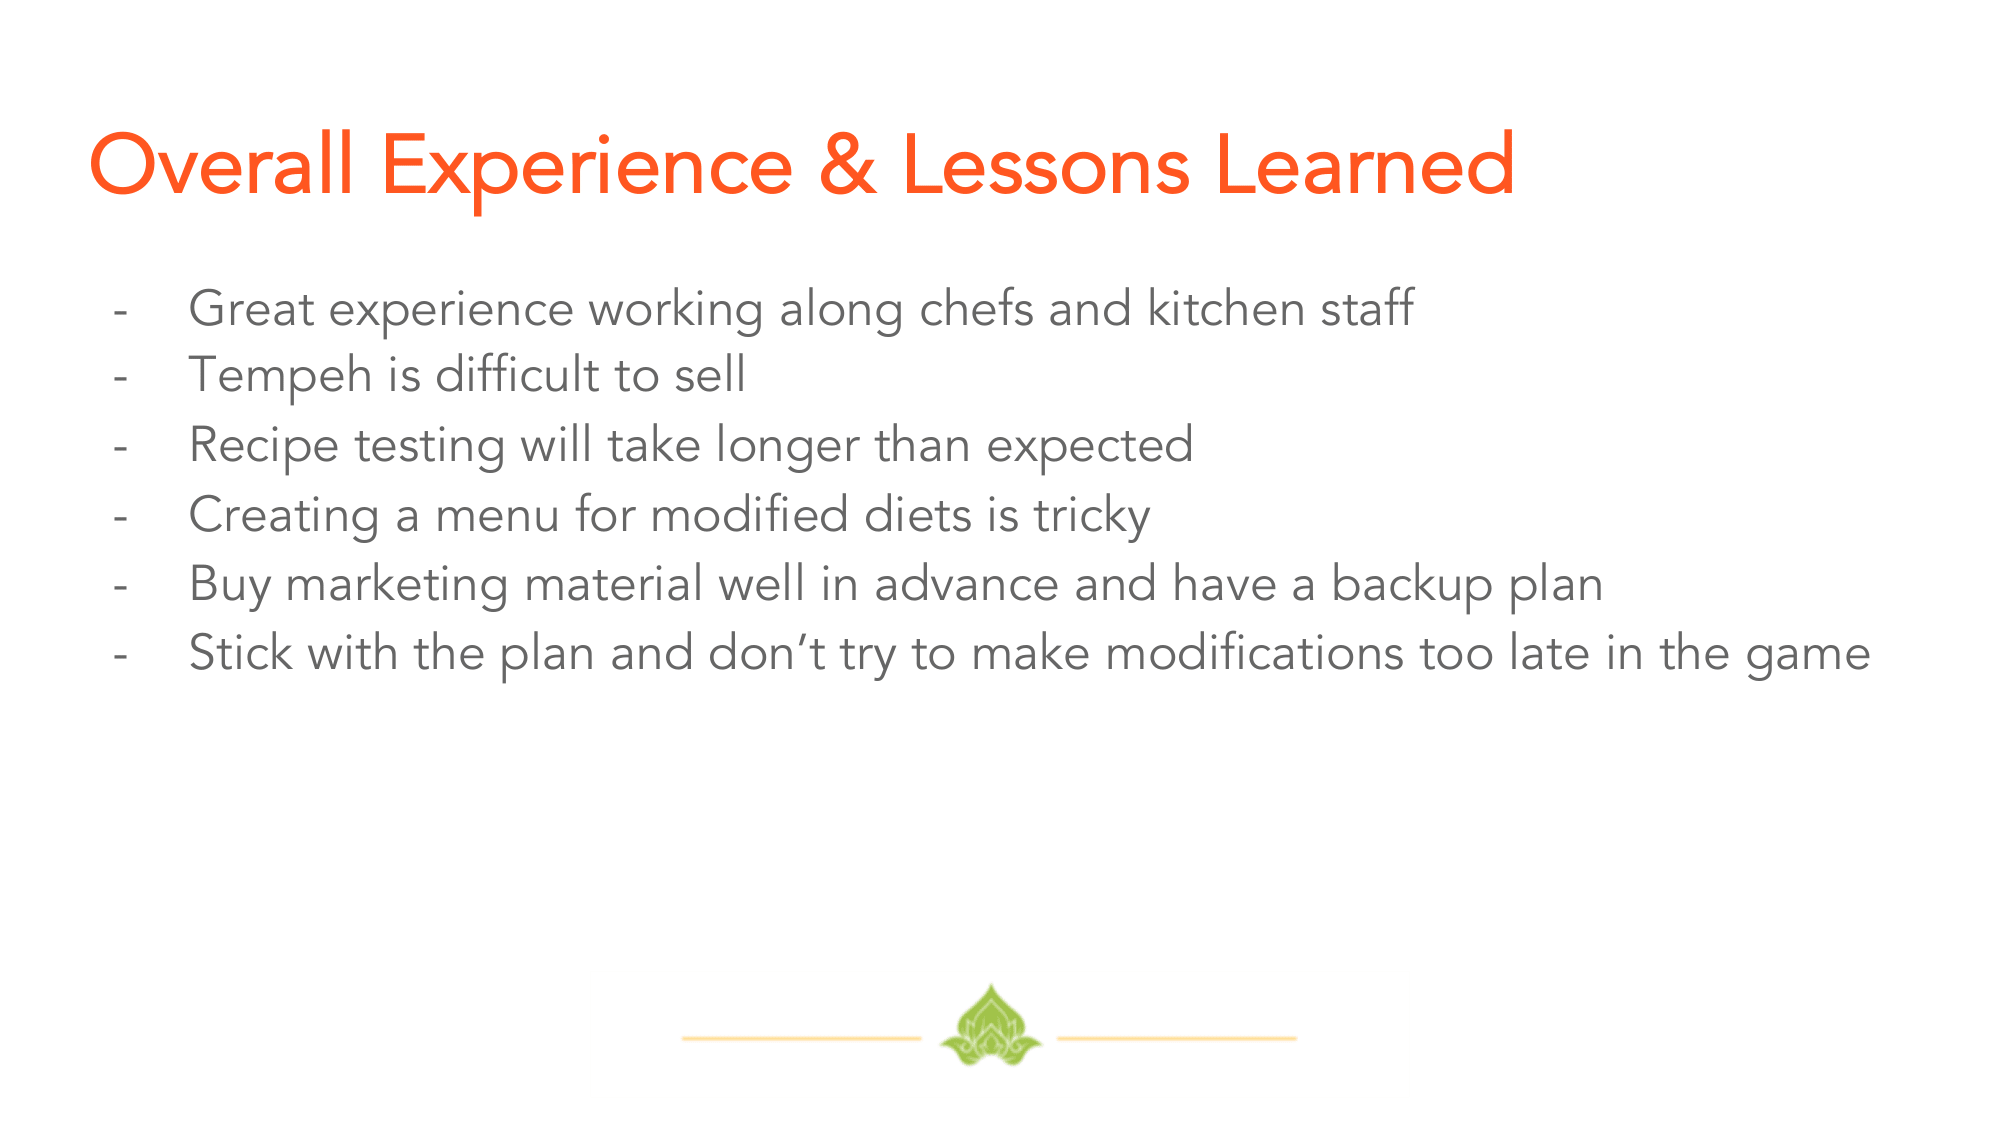 Overall Experience & Lessons Learned
- Great experience working along chefs and kitchen staff
- Tempeh is difficult to sell
- Recipe testing will take longer than expected
- Creating a menu for modified diets is tricky
- Buy marketing material well in advance and have a backup plan
- Stick with the plan and don’t try to make modifications too late in the game